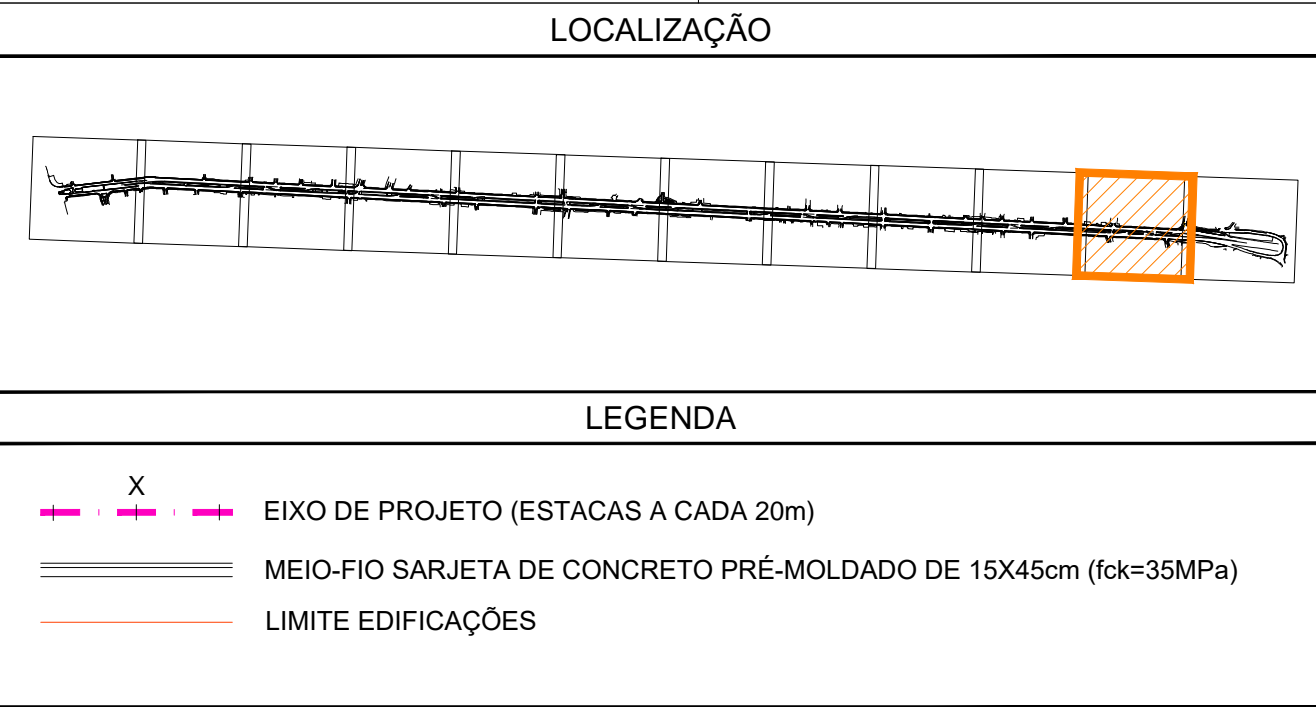 LOCALIZAÇÃO
LEGENDA
X
EIXO DE PROJETO (ESTACAS A CADA 20m)
MEIO-FIO SARJETA DE CONCRETO PRÉ-MOLDADO DE 15X45cm (fck=35MPa)
LIMITE EDIFICAÇÕES